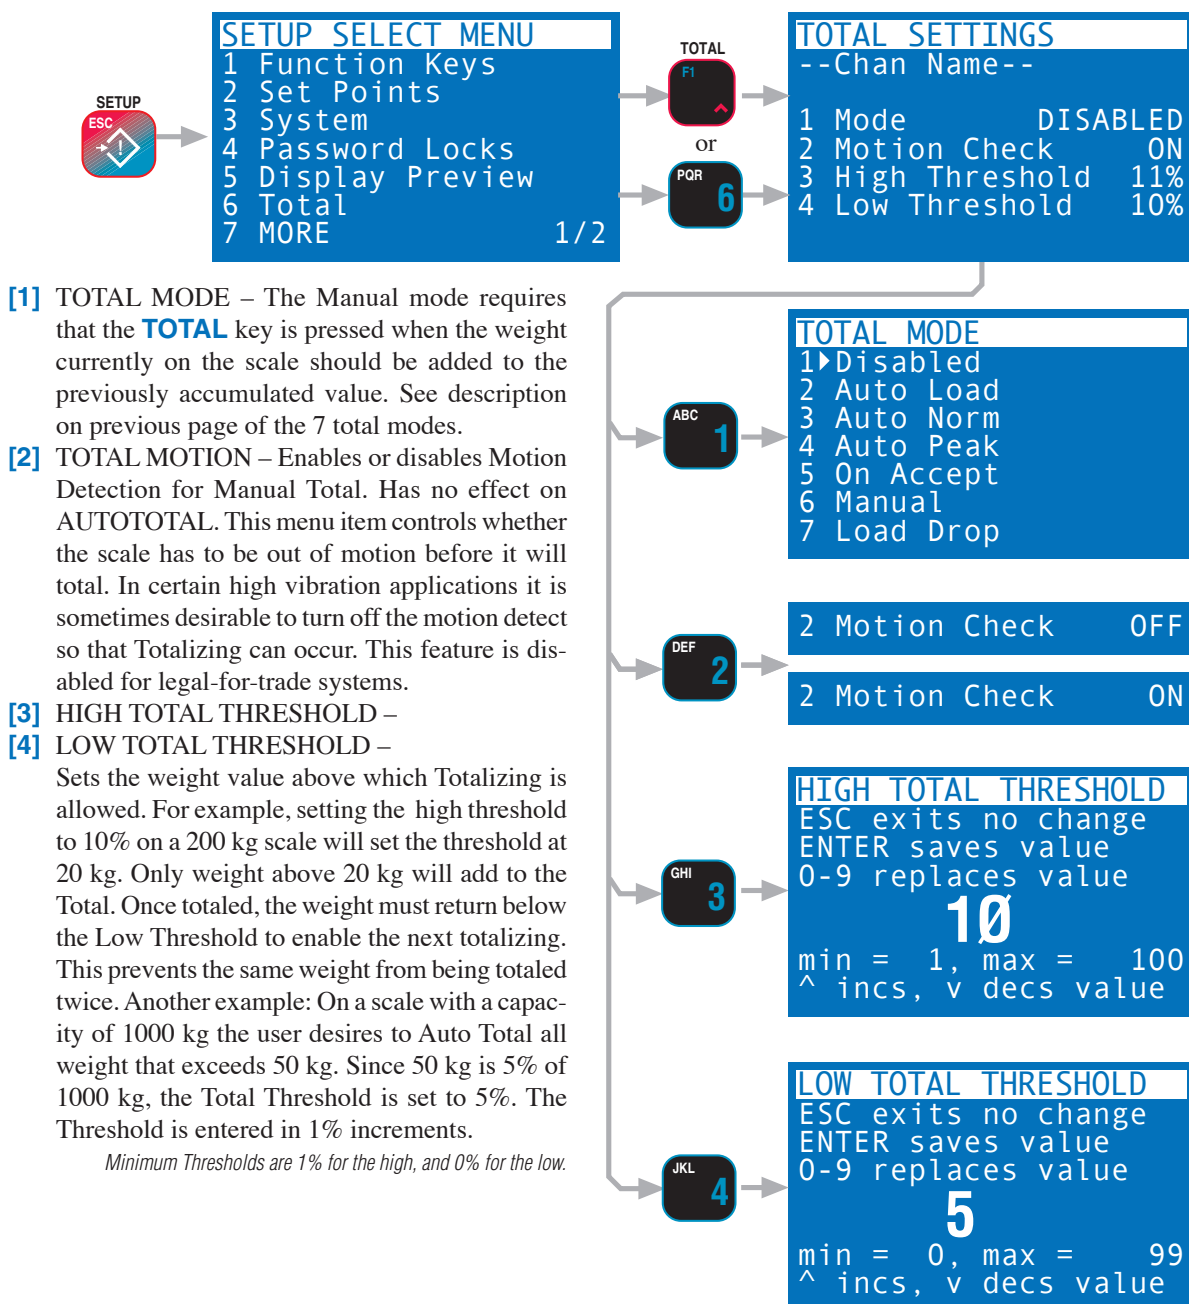 SETUP
ESC
SETUP SELECT MENU
1 Function Keys
2 Set Points
3 System
4 Password Locks
5 Display Preview
6 Total
7 MORE 1/2
TOTAL
F1
^
or
PQR
6
TOTAL SETTINGS
--Chan Name--
1 Mode DISABLED
2 Motion Check ON
3 High Threshold 11%
4 Low Threshold 10%
[1] TOTAL MODE – The Manual mode requires
that the TOTAL key is pressed when the weight
currently on the scale should be added to the
previously accumulated value. See description
on previous page of the 7 total modes.
[2] TOTAL MOTION – Enables or disables Motion
Detection for Manual Total. Has no effect on
AUTOTOTAL. This menu item controls whether
the scale has to be out of motion before it will
total. In certain high vibration applications it is
sometimes desirable to turn off the motion detect
so that Totalizing can occur. This feature is dis-
abled for legal-for-trade systems.
[3] HIGH TOTAL THRESHOLD –
[4] LOW TOTAL THRESHOLD –
Sets the weight value above which Totalizing is
allowed. For example, setting the high threshold
to 10% on a 200 kg scale will set the threshold at
20 kg. Only weight above 20 kg will add to the
Total. Once totaled, the weight must return below
the Low Threshold to enable the next totalizing.
This prevents the same weight from being totaled
twice. Another example: On a scale with a capac-
ity of 1000 kg the user desires to Auto Total all
weight that exceeds 50 kg. Since 50 kg is 5% of
1000 kg, the Total Threshold is set to 5%. The
Threshold is entered in 1% increments.
Minimum Thresholds are 1% for the high, and 0% for the low.
ABC
1
TOTAL MODE
1 Disabled
2 Auto Load
3 Auto Norm
4 Auto Peak
5 On Accept
6 Manual
7 Load Drop
DEF
2
2 Motion Check OFF
2 Motion Check ON
GHI
3
HIGH TOTAL THRESHOLD
ESC exits no change
ENTER saves value
0-9 replaces value
10
min = 1, max = 100
^ incs, v decs value
JKL
4
LOW TOTAL THRESHOLD
ESC exits no change
ENTER saves value
0-9 replaces value
5
min = 0, max = 99
^ incs, v decs value